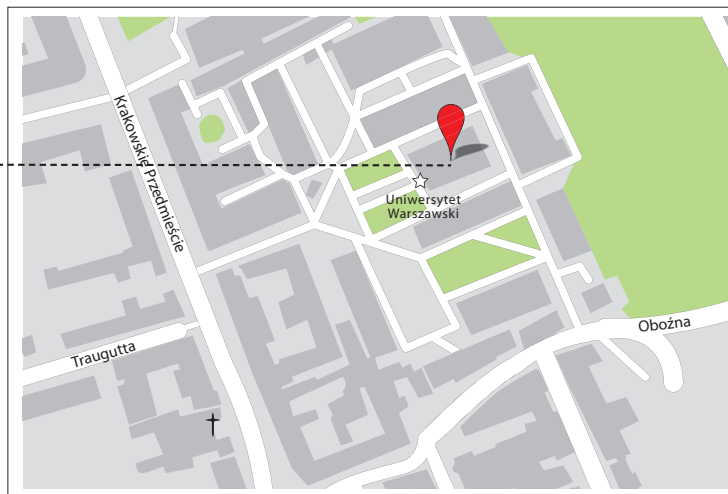 Krakowskie Przedmieście
Uniwersytet
Warszawski
Oboźna
Traugutta